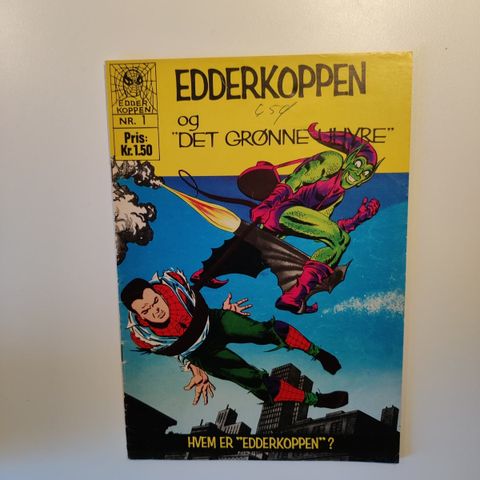 EDDER
KOPPEN
NR. 1
Pris:
Kr. 1.50
EDDERKOPPEN
og
"DET GRØNNE UHYRE"
HVEM ER "EDDERKOPPEN"?